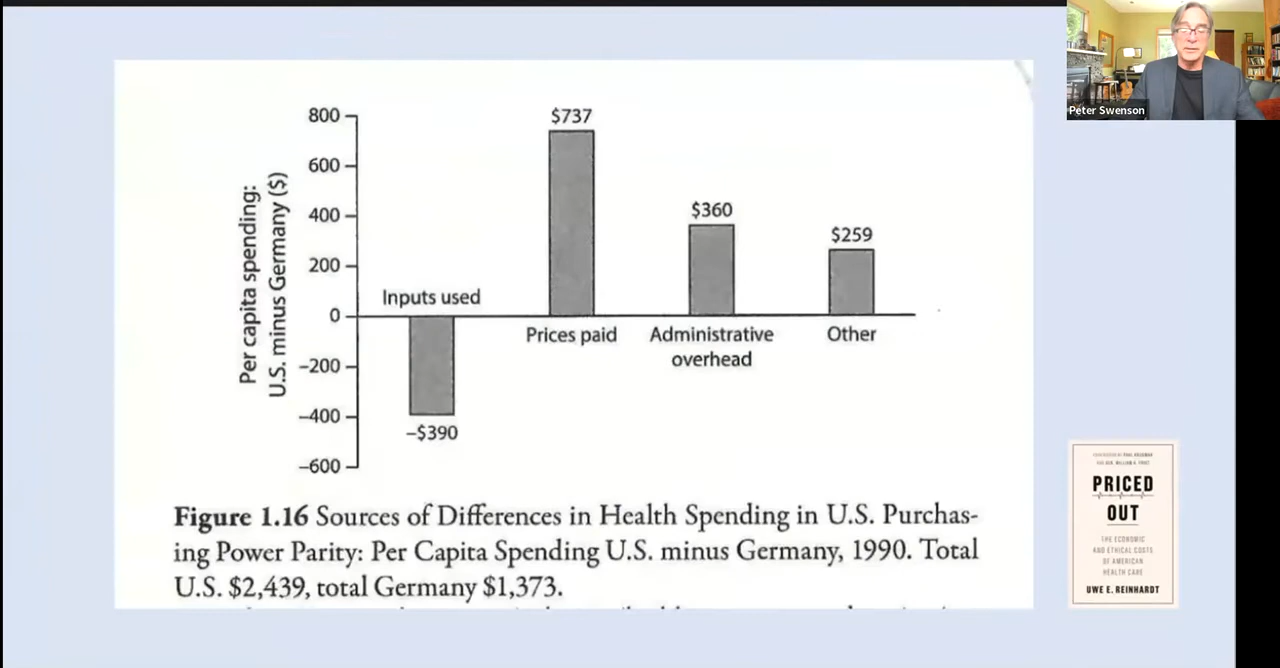 Peter Swenson
Per capita spending:
U.S. minus Germany ($)
800
600
400
200
0
–200
–400
–600
Inputs used
–$390
$737
Prices paid
$360
Administrative
overhead
$259
Other
Figure 1.16 Sources of Differences in Health Spending in U.S. Purchas-
ing Power Parity: Per Capita Spending U.S. minus Germany, 1990. Total
U.S. $2,439, total Germany $1,373.
PRICED
OUT
THE ECONOMIC
AND ETHICAL COSTS
OF AMERICAN
HEALTH CARE
UWE E. REINHARDT